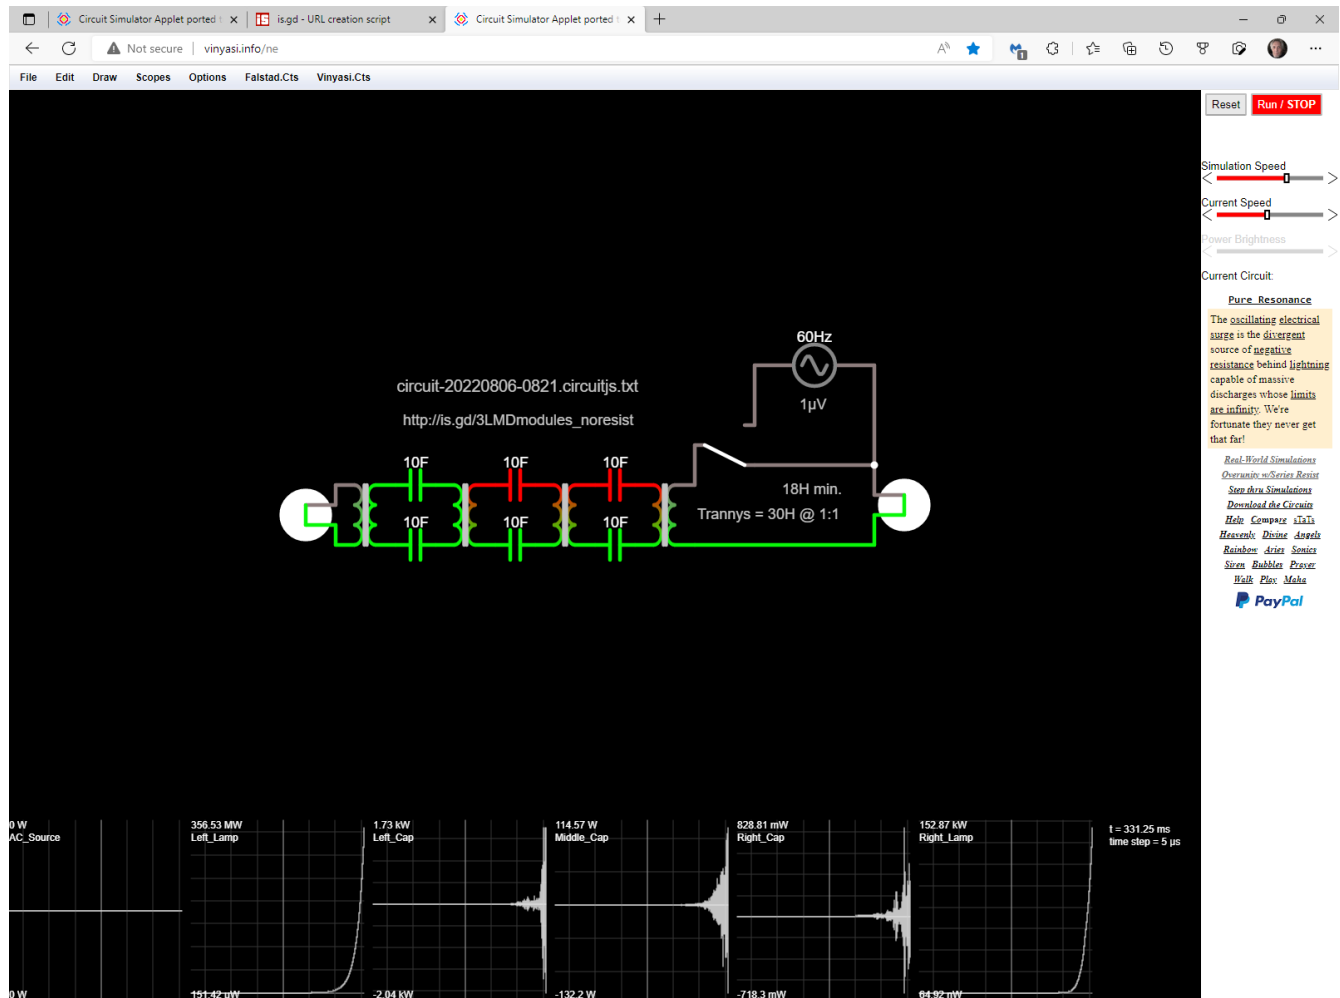 Circuit Simulator Applet ported t
is.gd - URL creation script
Circuit Simulator Applet ported t
Not secure | vinyasi.info/ne
1
File Edit Draw Scopes Options Falstad.Cts Vinyasi.Cts
Reset Run / STOP
Simulation Speed
Current Speed
Power Brightness
Current Circuit:
Pure Resonance
The oscillating electrical
surge is the divergent
source of negative
resistance behind lightning
capable of massive
discharges whose limits
are infinity. We're
fortunate they never get
that far!
Real-World Simulations
Overunity w/Series Resist
Step thru Simulations
Download the Circuits
Help Compare sTaTs
Heavenly Divine Angels
Rainbow Aries Sonics
Siren Bubbles Prayer
Walk Play Maha
PayPal
60Hz
1μV
circuit-20220806-0821.circuitjs.txt
http://is.gd/3LMDmodules_noresist
10F 10F 10F
10F 10F 10F
18H min.
Trannys = 30H @ 1:1
0 W
AC_Source
0 W
356.53 MW
Left_Lamp
151.42 μW
1.73 kW
Left_Cap
-2.04 kW
114.57 W
Middle_Cap
-132.2 W
828.81 mW
Right_Cap
-718.3 mW
152.87 kW
Right_Lamp
64.92 nW
t = 331.25 ms
time step = 5 μs